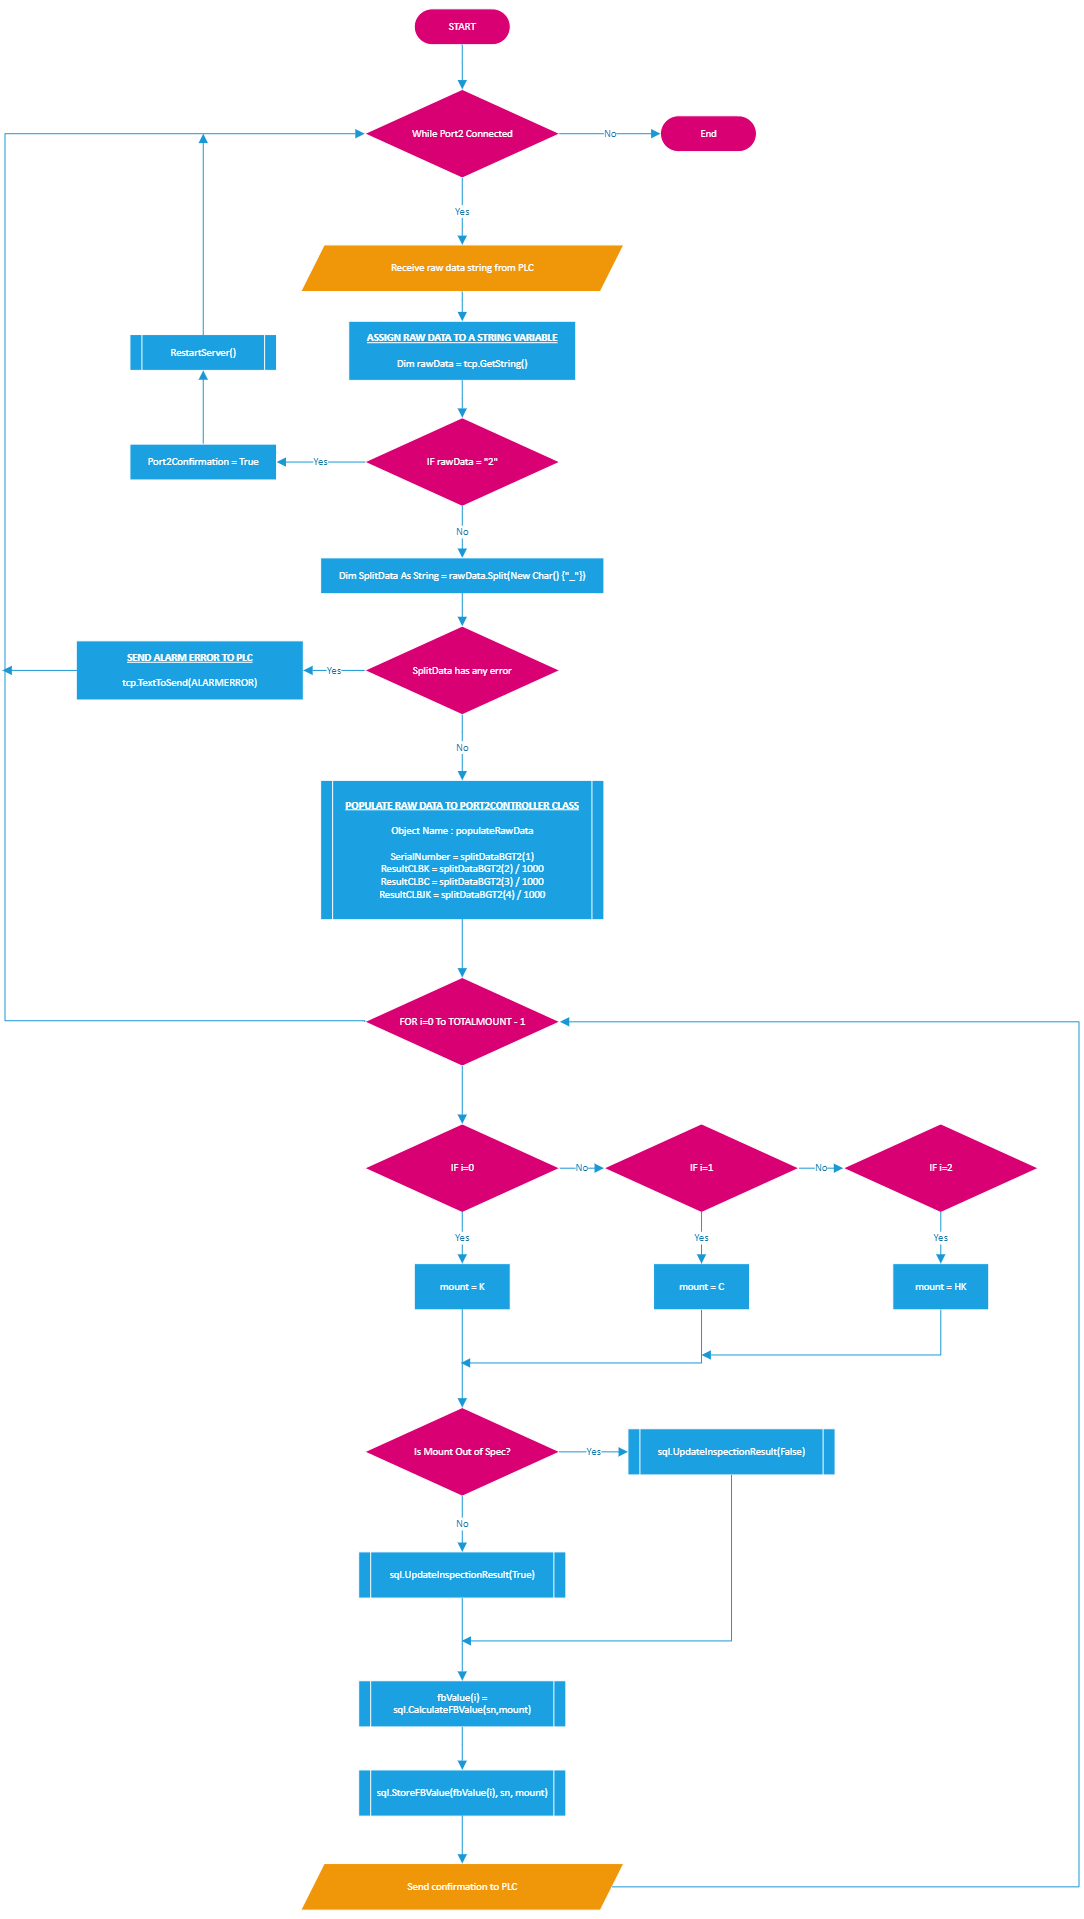 START
While Port2 Connected
No
End
Yes
Receive raw data string from PLC
ASSIGN RAW DATA TO A STRING VARIABLE
Dim rawData = tcp.GetString()
RestartServer()
IF rawData = "2"
Yes
Port2Confirmation = True
No
Dim SplitData As String = rawData.Split(New Char() {"_"})
SplitData has any error
Yes
SEND ALARM ERROR TO PLC
tcp.TextToSend(ALARMERROR)
No
POPULATE RAW DATA TO PORT2CONTROLLER CLASS
Object Name : populateRawData
SerialNumber = splitDataBGT2(1)
ResultCLBK = splitDataBGT2(2) / 1000
ResultCLBC = splitDataBGT2(3) / 1000
ResultCLBJK = splitDataBGT2(4) / 1000
FOR i=0 To TOTALMOUNT - 1
IF i=0
No
IF i=1
No
IF i=2
Yes
Yes
Yes
mount = K
mount = C
mount = HK
Is Mount Out of Spec?
Yes
sql.UpdateInspectionResult(False)
No
sql.UpdateInspectionResult(True)
fbValue(i) =
sql.CalculateFBValue(sn,mount)
sql.StoreFBValue(fbValue(i), sn, mount)
Send confirmation to PLC